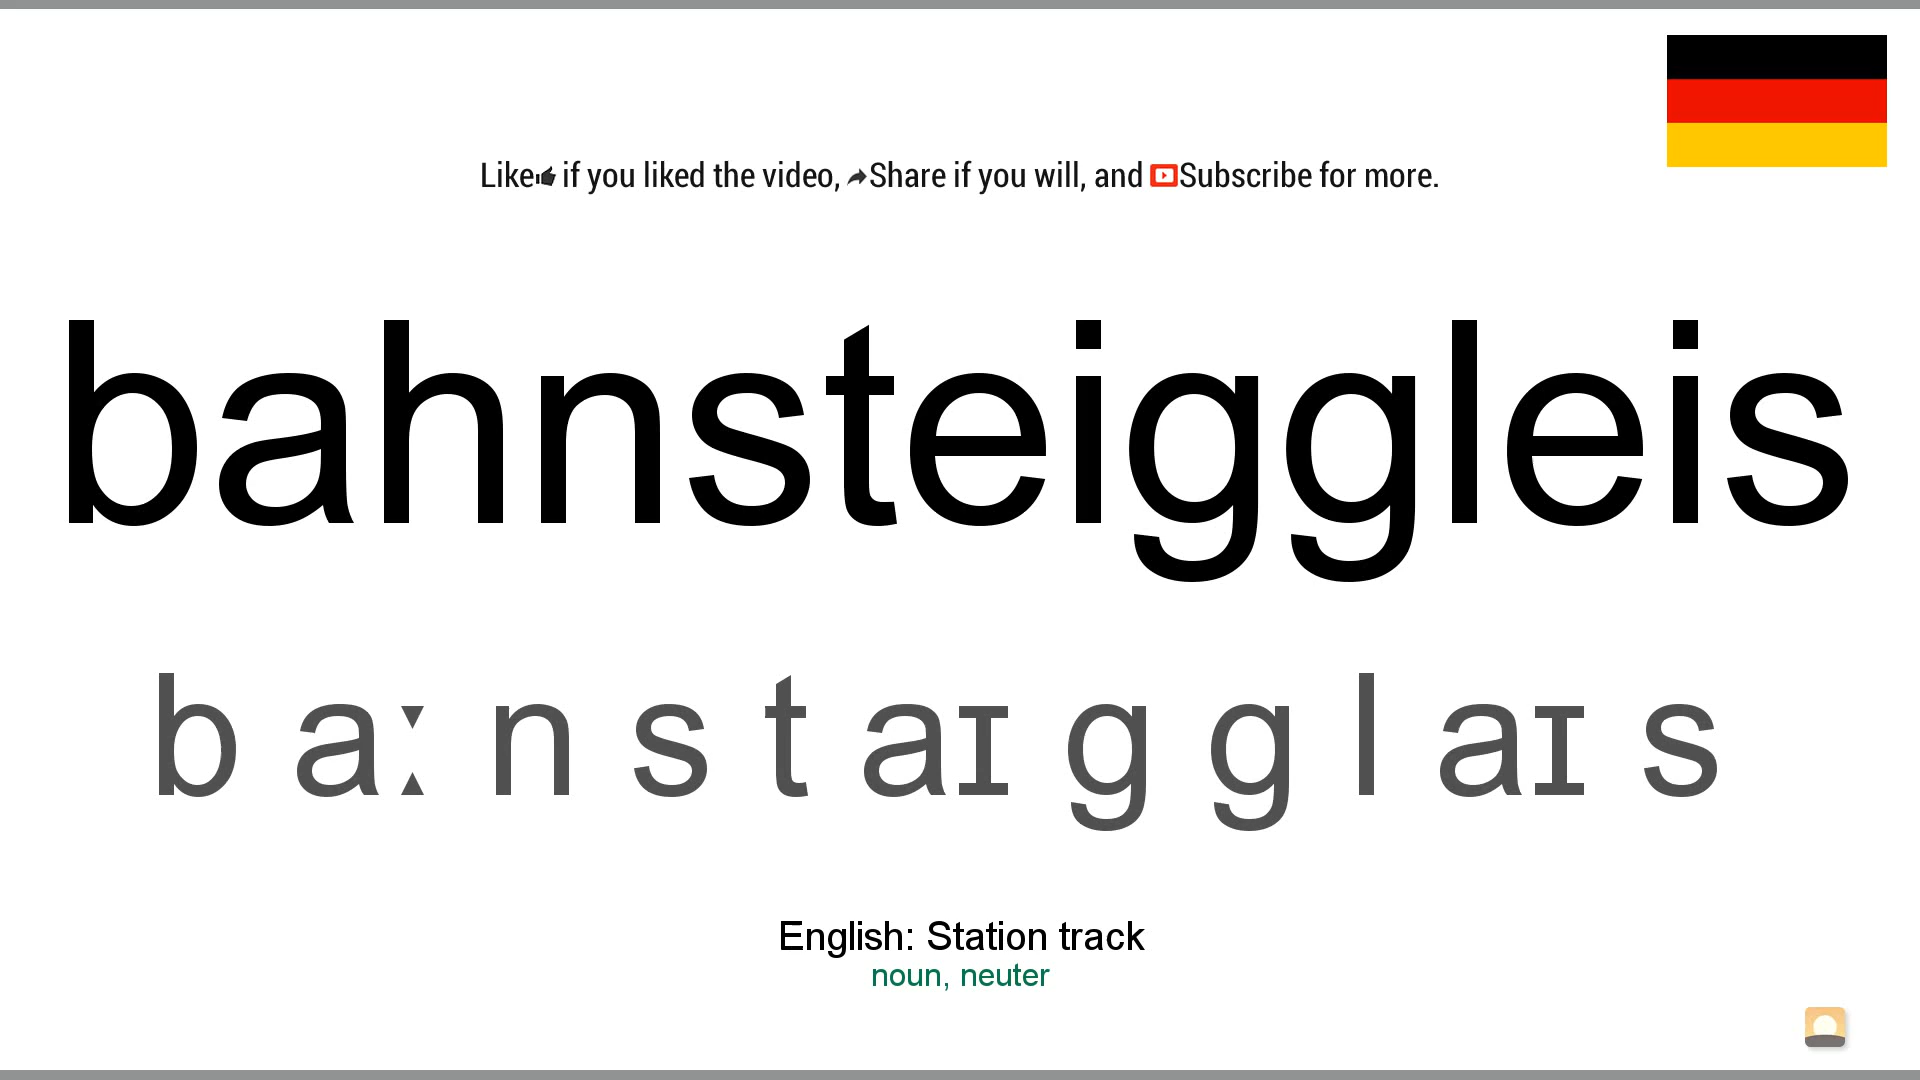 Like if you liked the video, Share if you will, and Subscribe for more.
bahnsteiggleis
b aː n s t aɪ g g l aɪ s
English: Station track
noun, neuter